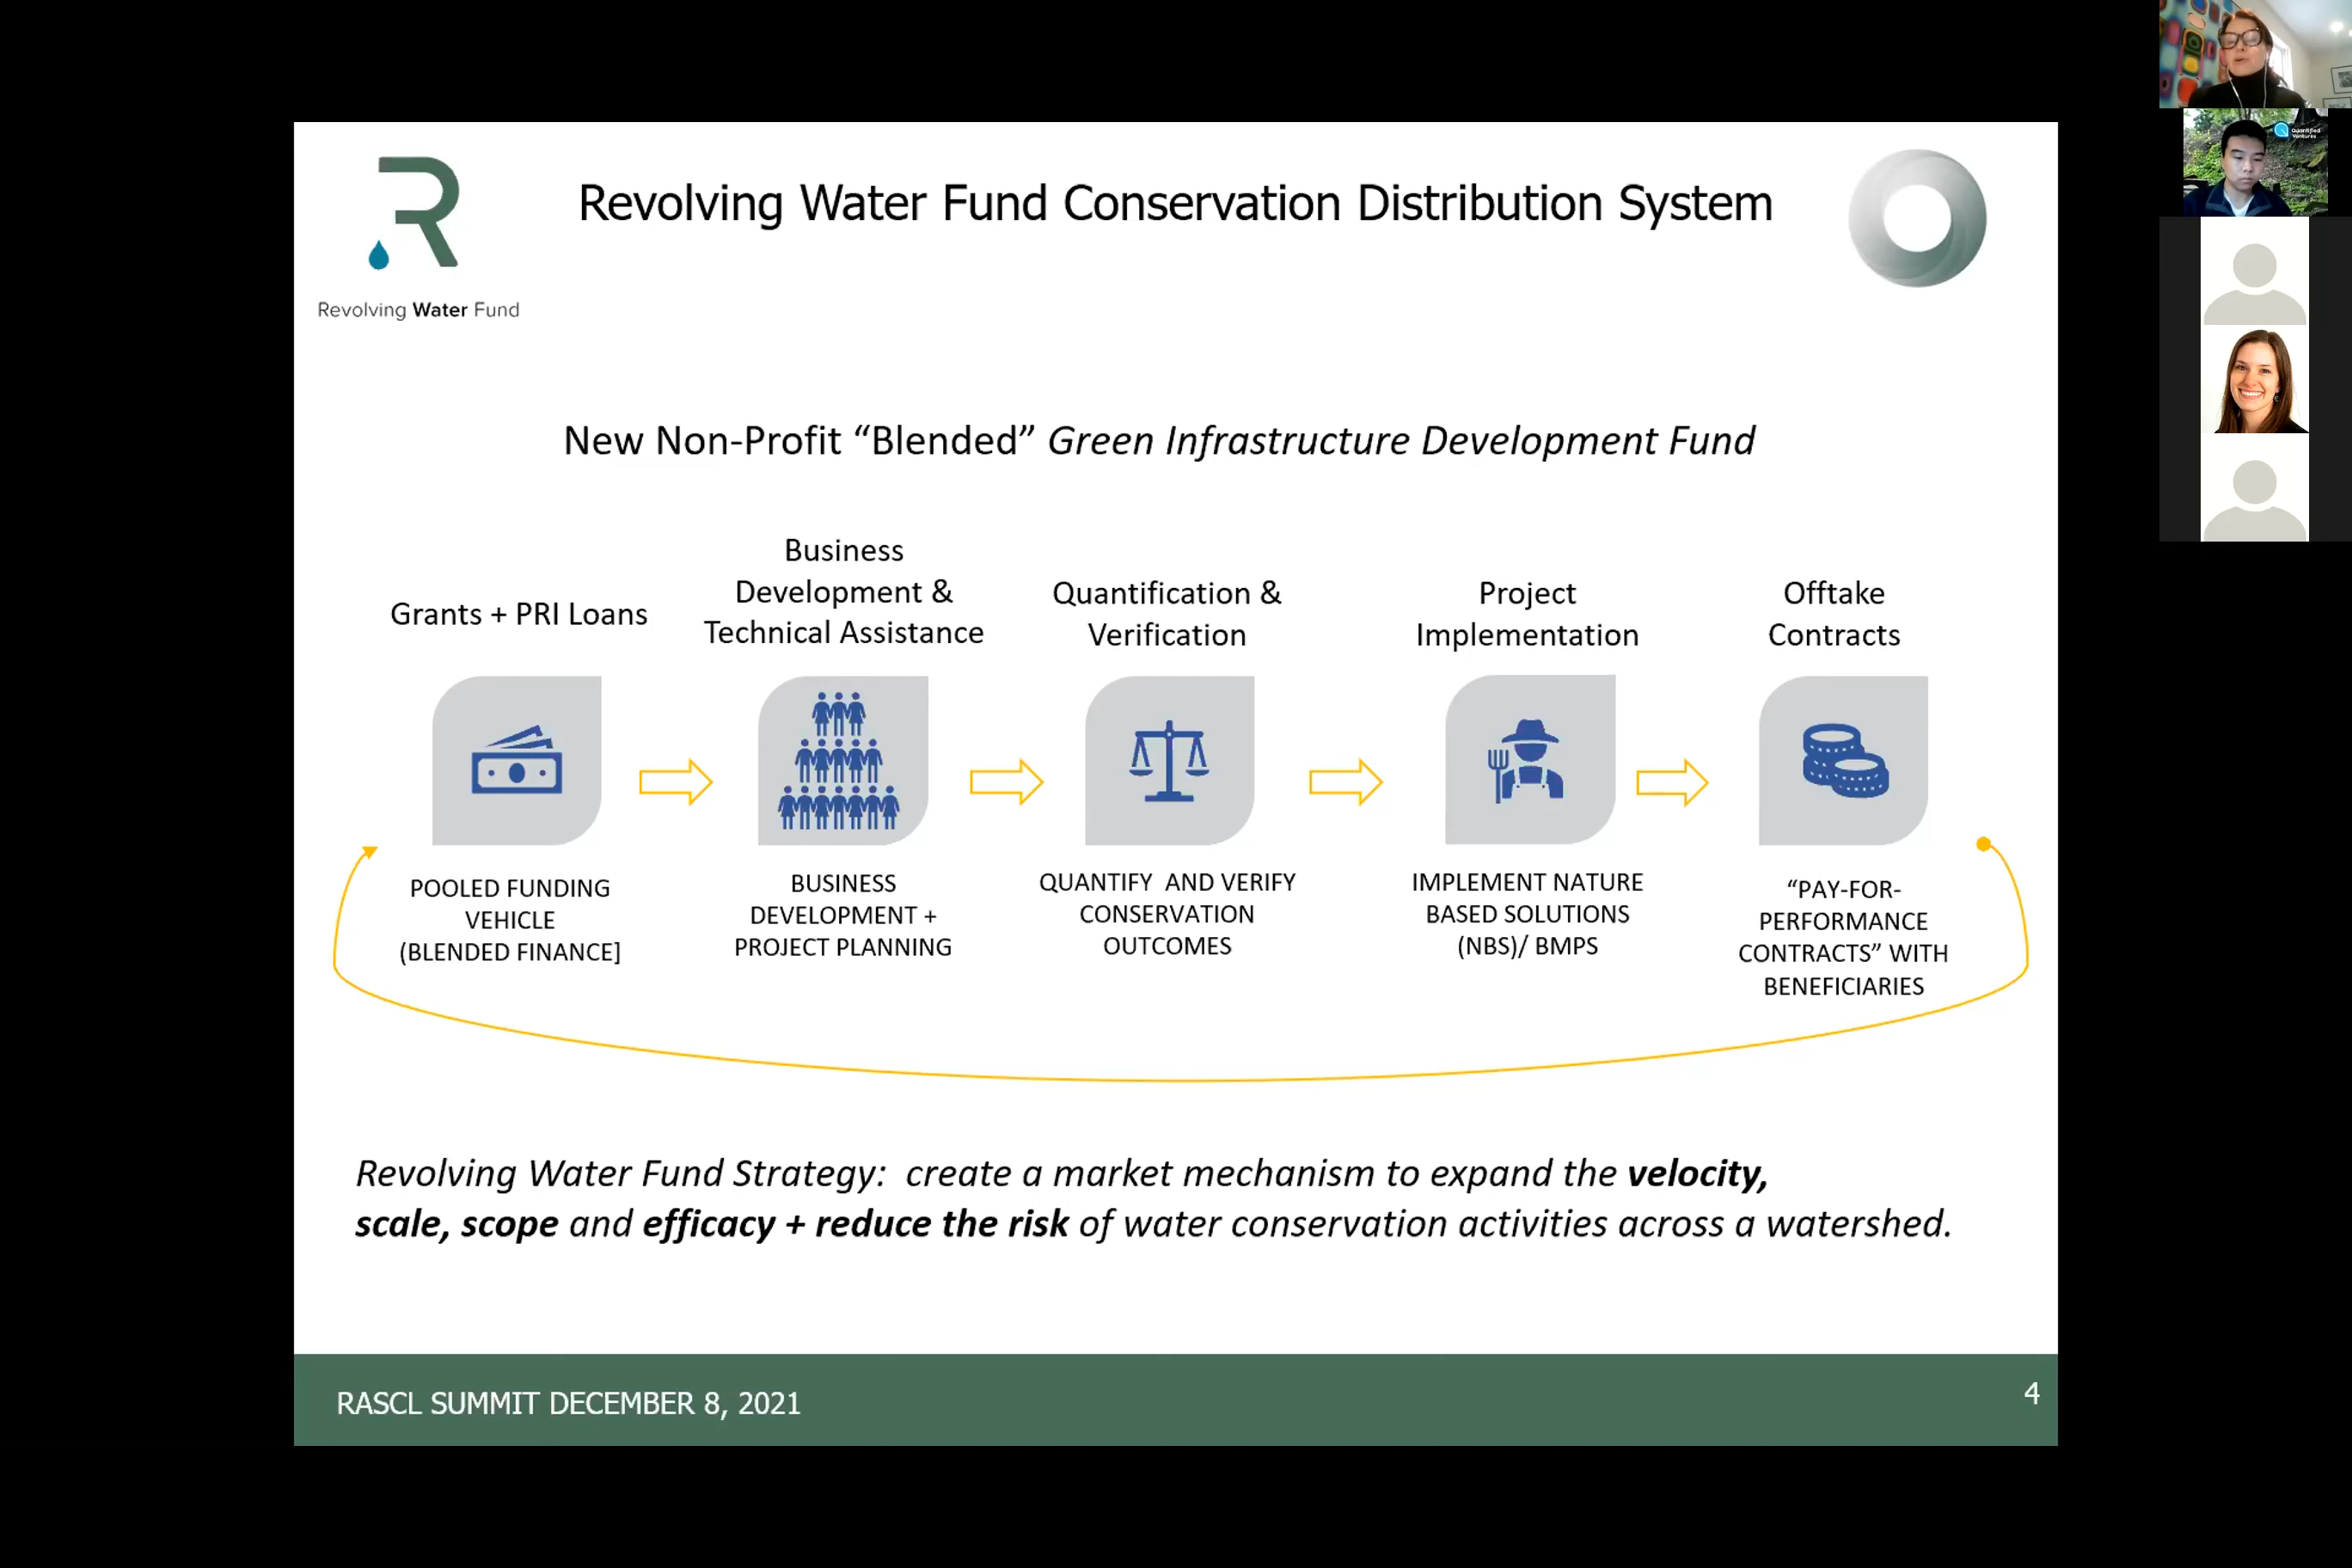 Revolving Water Fund Conservation Distribution System
Revolving Water Fund
New Non-Profit “Blended” Green Infrastructure Development Fund
Grants + PRI Loans
Business
Development &
Technical Assistance
Quantification &
Verification
Project
Implementation
Offtake
Contracts
POOLED FUNDING
VEHICLE
(BLENDED FINANCE]
BUSINESS
DEVELOPMENT +
PROJECT PLANNING
QUANTIFY AND VERIFY
CONSERVATION
OUTCOMES
IMPLEMENT NATURE
BASED SOLUTIONS
(NBS)/ BMPS
“PAY-FOR-
PERFORMANCE
CONTRACTS” WITH
BENEFICIARIES
Revolving Water Fund Strategy: create a market mechanism to expand the velocity,
scale, scope and efficacy + reduce the risk of water conservation activities across a watershed.
RASCL SUMMIT DECEMBER 8, 2021
4
Quantified
Ventures